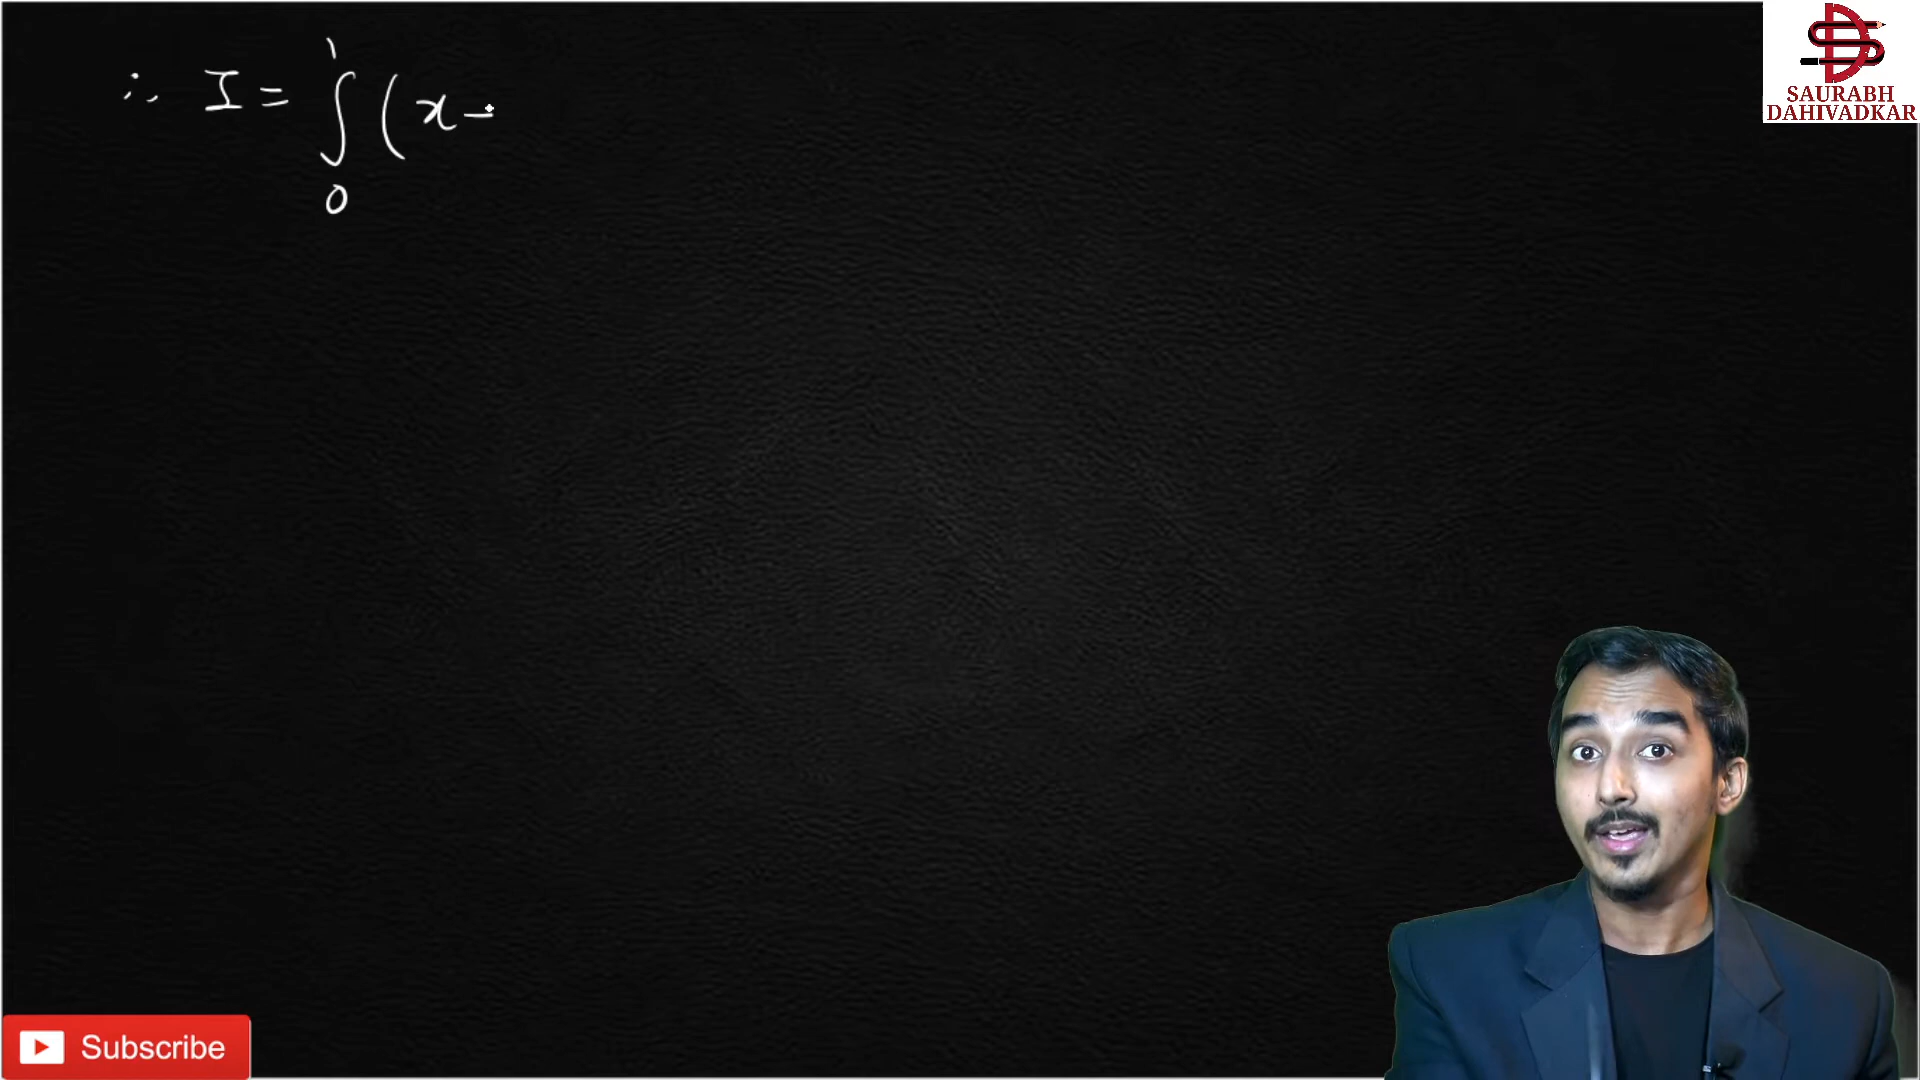 ∴ I = ∫₀¹ (x -
SAURABH
DAHIVADKAR
Subscribe